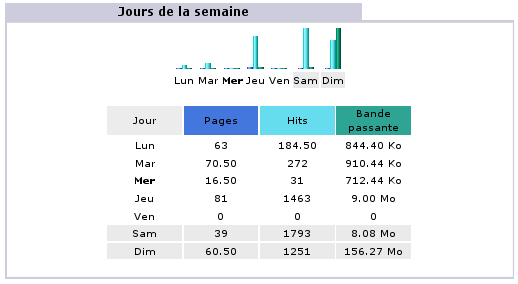 Jours de la semaine
Lun Mar Mer Jeu Ven Sam Dim
Jour Pages Hits Bande passante
Lun 63 184.50 844.40 Ko
Mar 70.50 272 910.44 Ko
Mer 16.50 31 712.44 Ko
Jeu 81 1463 9.00 Mo
Ven 0 0 0
Sam 39 1793 8.08 Mo
Dim 60.50 1251 156.27 Mo